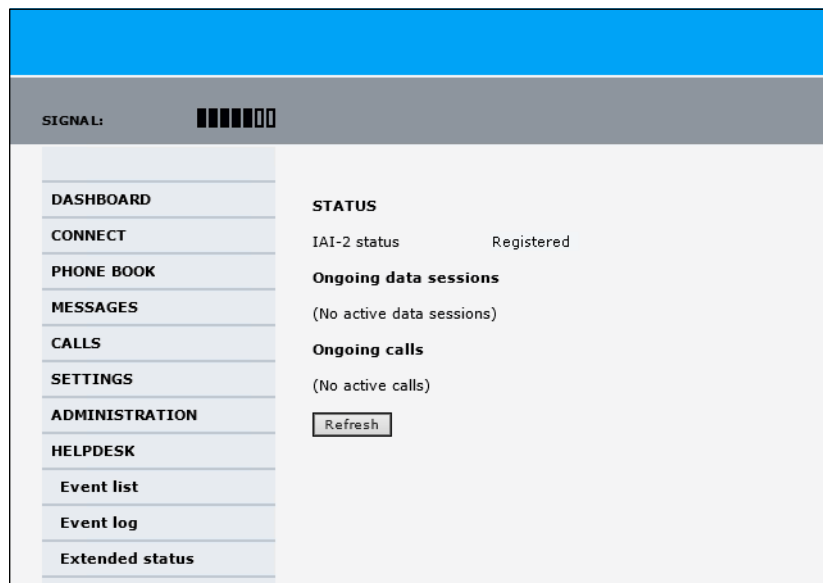 SIGNAL:
DASHBOARD
CONNECT
PHONE BOOK
MESSAGES
CALLS
SETTINGS
ADMINISTRATION
HELPDESK
Event list
Event log
Extended status
STATUS
IAI-2 status Registered
Ongoing data sessions
(No active data sessions)
Ongoing calls
(No active calls)
Refresh